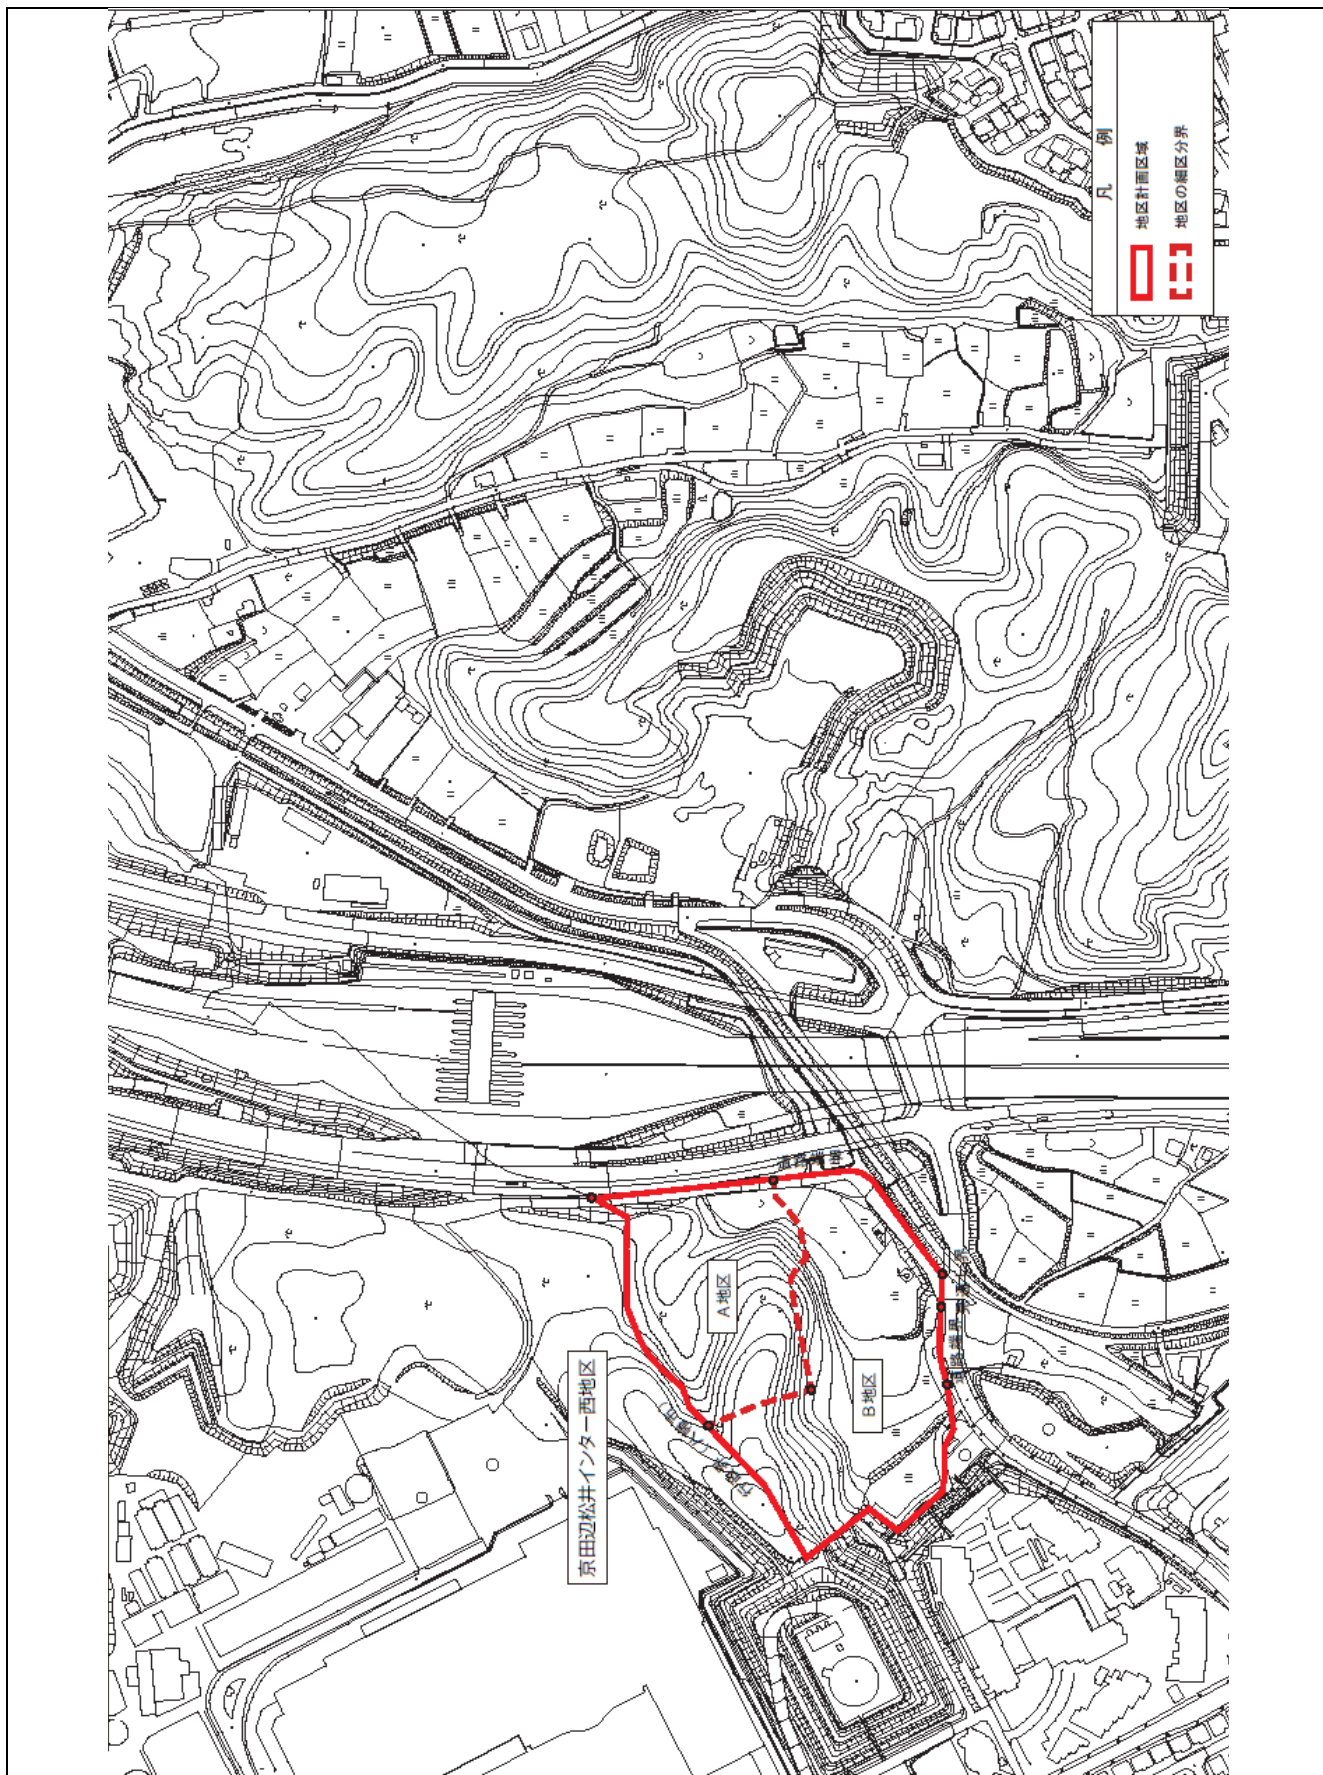 凡　例
地区計画区域
地区の細区分界
京田辺松井インター西地区
A地区
B地区